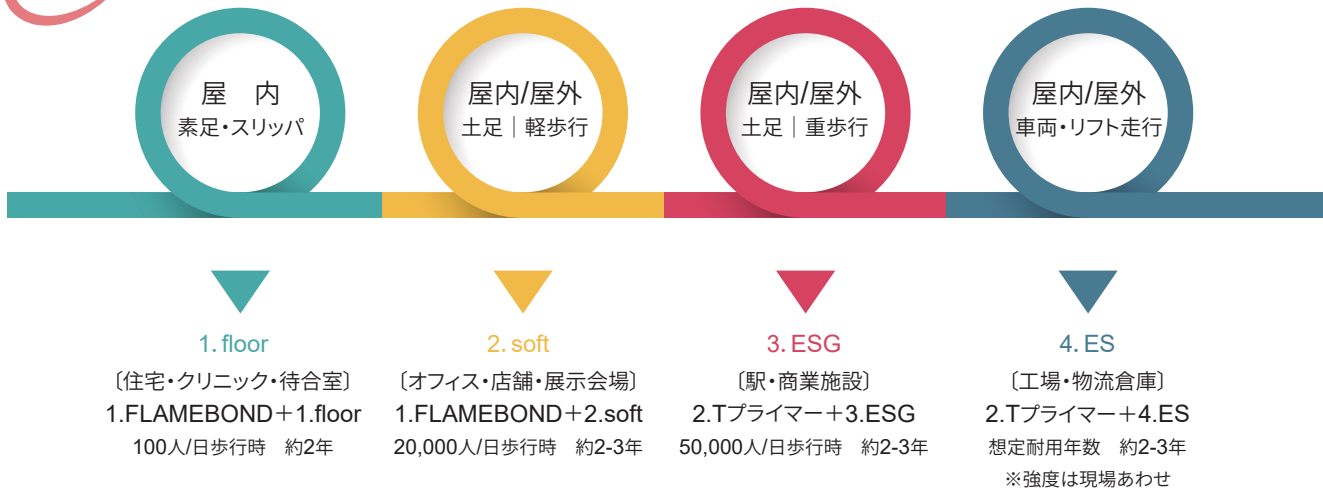 屋　内
素足・スリッパ
屋内/屋外
土足｜軽歩行
屋内/屋外
土足｜重歩行
屋内/屋外
車両・リフト走行
1. floor
〔住宅・クリニック・待合室〕
1.FLAMEBOND＋1.floor
100人/日歩行時　約2年
2. soft
〔オフィス・店舗・展示会場〕
1.FLAMEBOND＋2.soft
20,000人/日歩行時　約2-3年
3. ESG
〔駅・商業施設〕
2.Tプライマー＋3.ESG
50,000人/日歩行時　約2-3年
4. ES
〔工場・物流倉庫〕
2.Tプライマー＋4.ES
想定耐用年数　約2-3年
※強度は現場あわせ